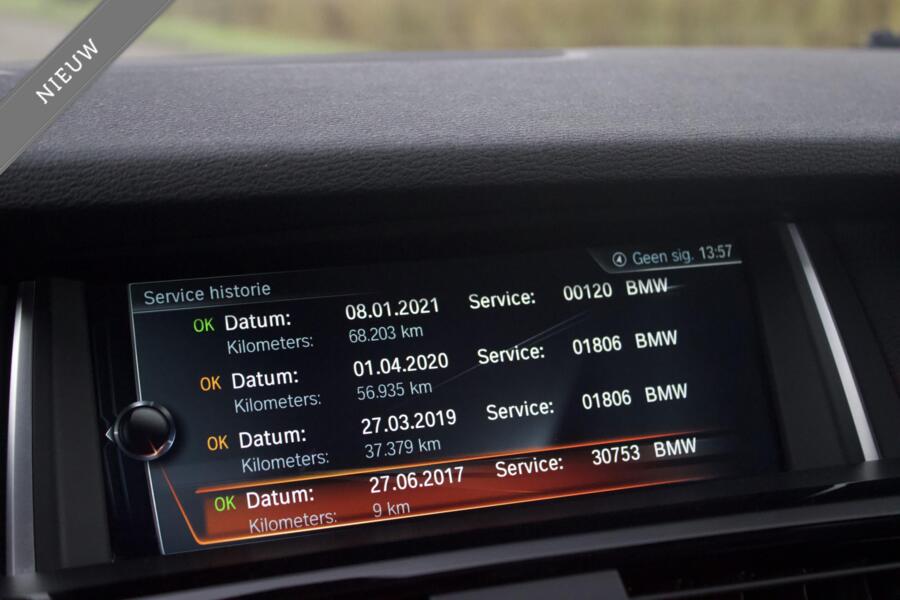 NIEUW
Geen sig. 13:57
Service historie
OK Datum: 08.01.2021 Service: 00120 BMW
Kilometers: 68.203 km
OK Datum: 01.04.2020 Service: 01806 BMW
Kilometers: 56.935 km
OK Datum: 27.03.2019 Service: 01806 BMW
Kilometers: 37.379 km
OK Datum: 27.06.2017 Service: 30753 BMW
Kilometers: 9 km